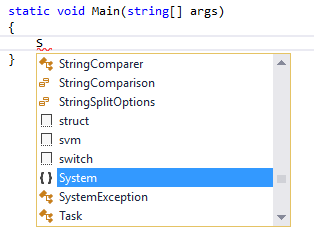 static void Main(string[] args)
{
S
}
StringComparer
StringComparison
StringSplitOptions
struct
svm
switch
{ } System
SystemException
Task